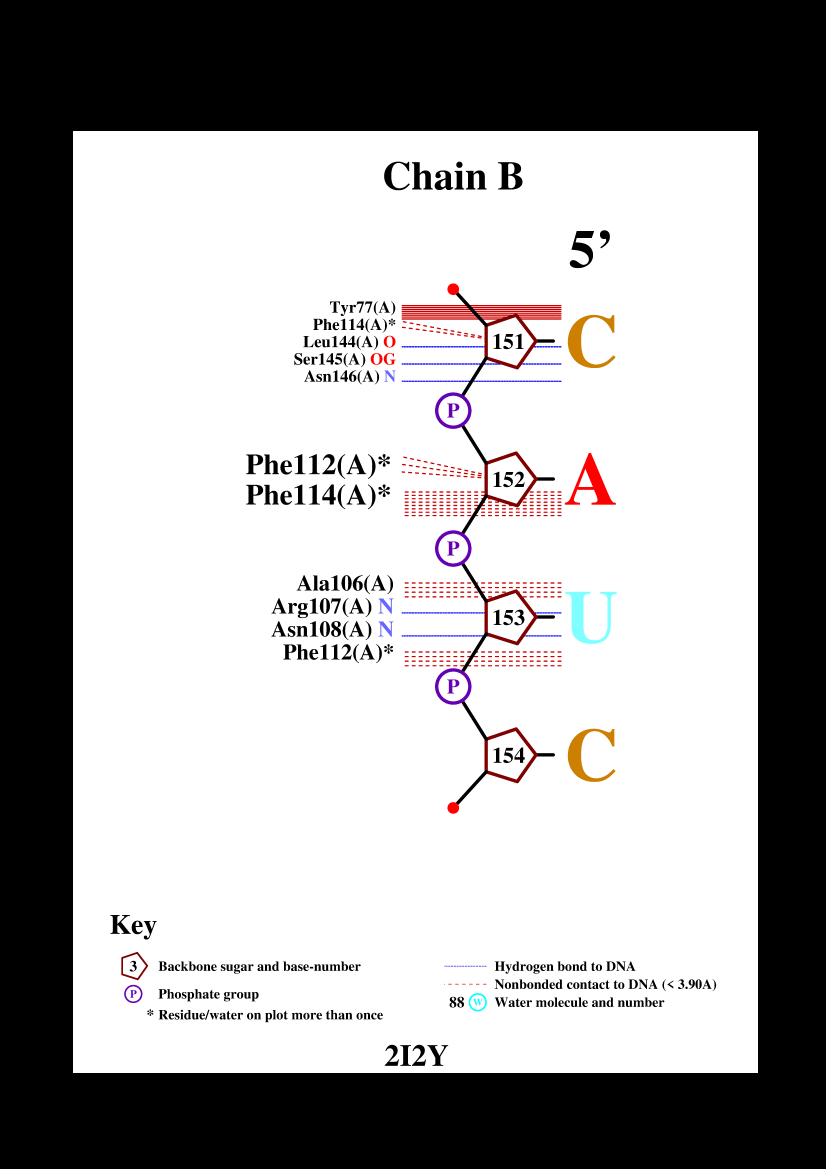 Chain B
5’
Tyr77(A)
Phe114(A)*
Leu144(A) O
Ser145(A) OG
Asn146(A) N
151 C
P
Phe112(A)*
Phe114(A)*
152 A
P
Ala106(A)
Arg107(A) N
Asn108(A) N
Phe112(A)*
153 U
P
154 C
Key
3 Backbone sugar and base-number
P Phosphate group
* Residue/water on plot more than once
Hydrogen bond to DNA
Nonbonded contact to DNA (< 3.90A)
88 W Water molecule and number
2I2Y